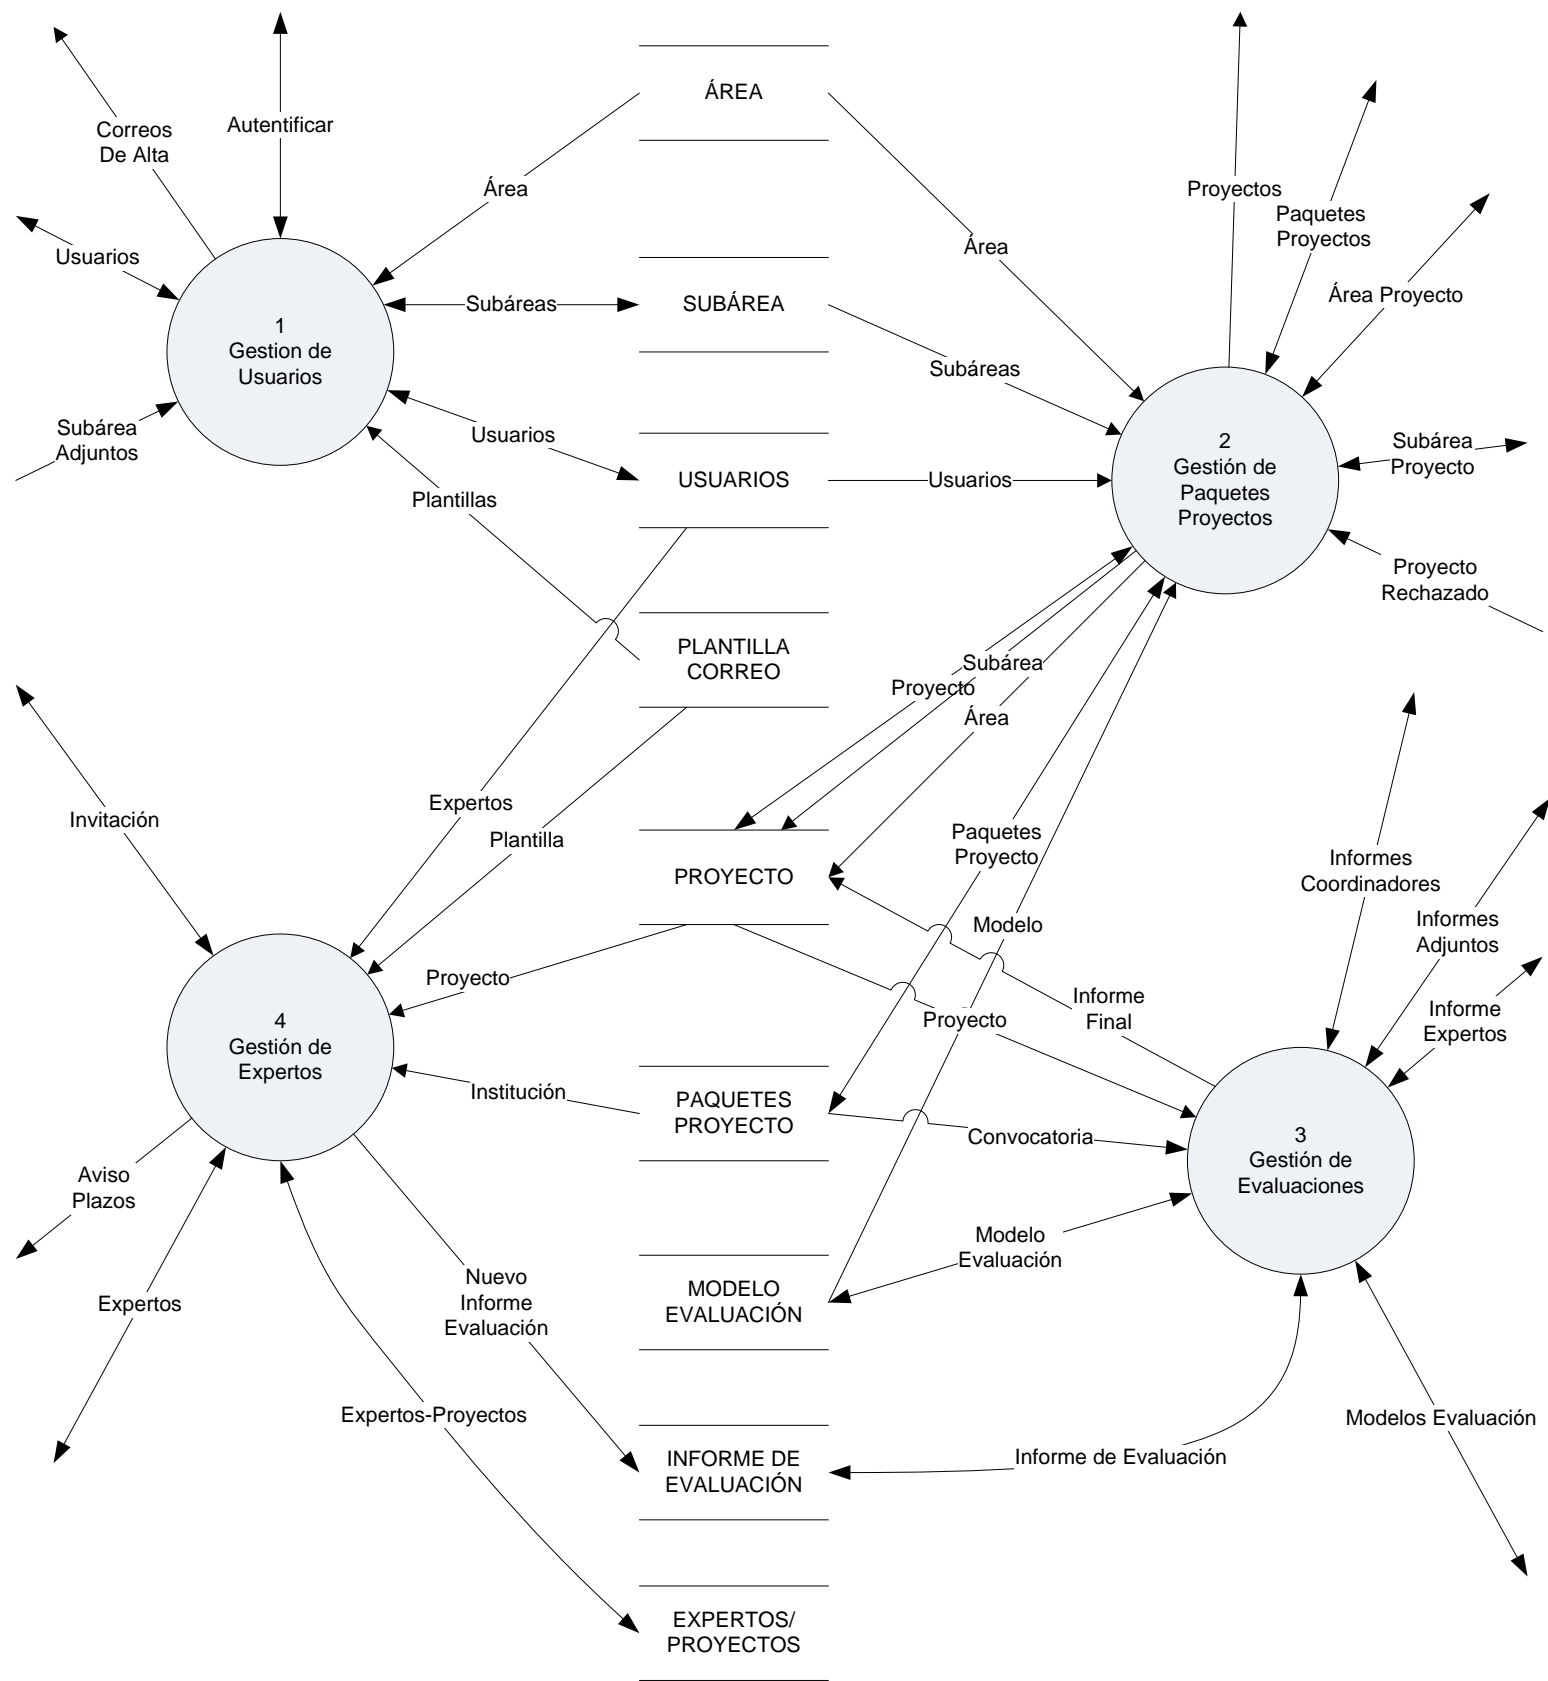 ÁREA
Correos
De Alta
Autentificar
Área
Proyectos
Paquetes
Proyectos
Usuarios
Área
Área Proyecto
Subáreas
SUBÁREA
1
Gestion de
Usuarios
Subáreas
Subárea
Adjuntos
Usuarios
USUARIOS
Usuarios
2
Gestión de
Paquetes
Proyectos
Subárea
Proyecto
Plantillas
Proyecto
Rechazado
PLANTILLA
CORREO
Subárea
Proyecto
Área
Invitación
Expertos
Plantilla
Paquetes
Proyecto
PROYECTO
Informes
Coordinadores
Modelo
Informes
Adjuntos
Proyecto
Informe
Final
Proyecto
Informe
Expertos
4
Gestión de
Expertos
Institución
PAQUETES
PROYECTO
Convocatoria
3
Gestión de
Evaluaciones
Aviso
Plazos
Modelo
Evaluación
Expertos
Nuevo
Informe
Evaluación
MODELO
EVALUACIÓN
Expertos-Proyectos
Modelos Evaluación
INFORME DE
EVALUACIÓN
Informe de Evaluación
EXPERTOS/
PROYECTOS